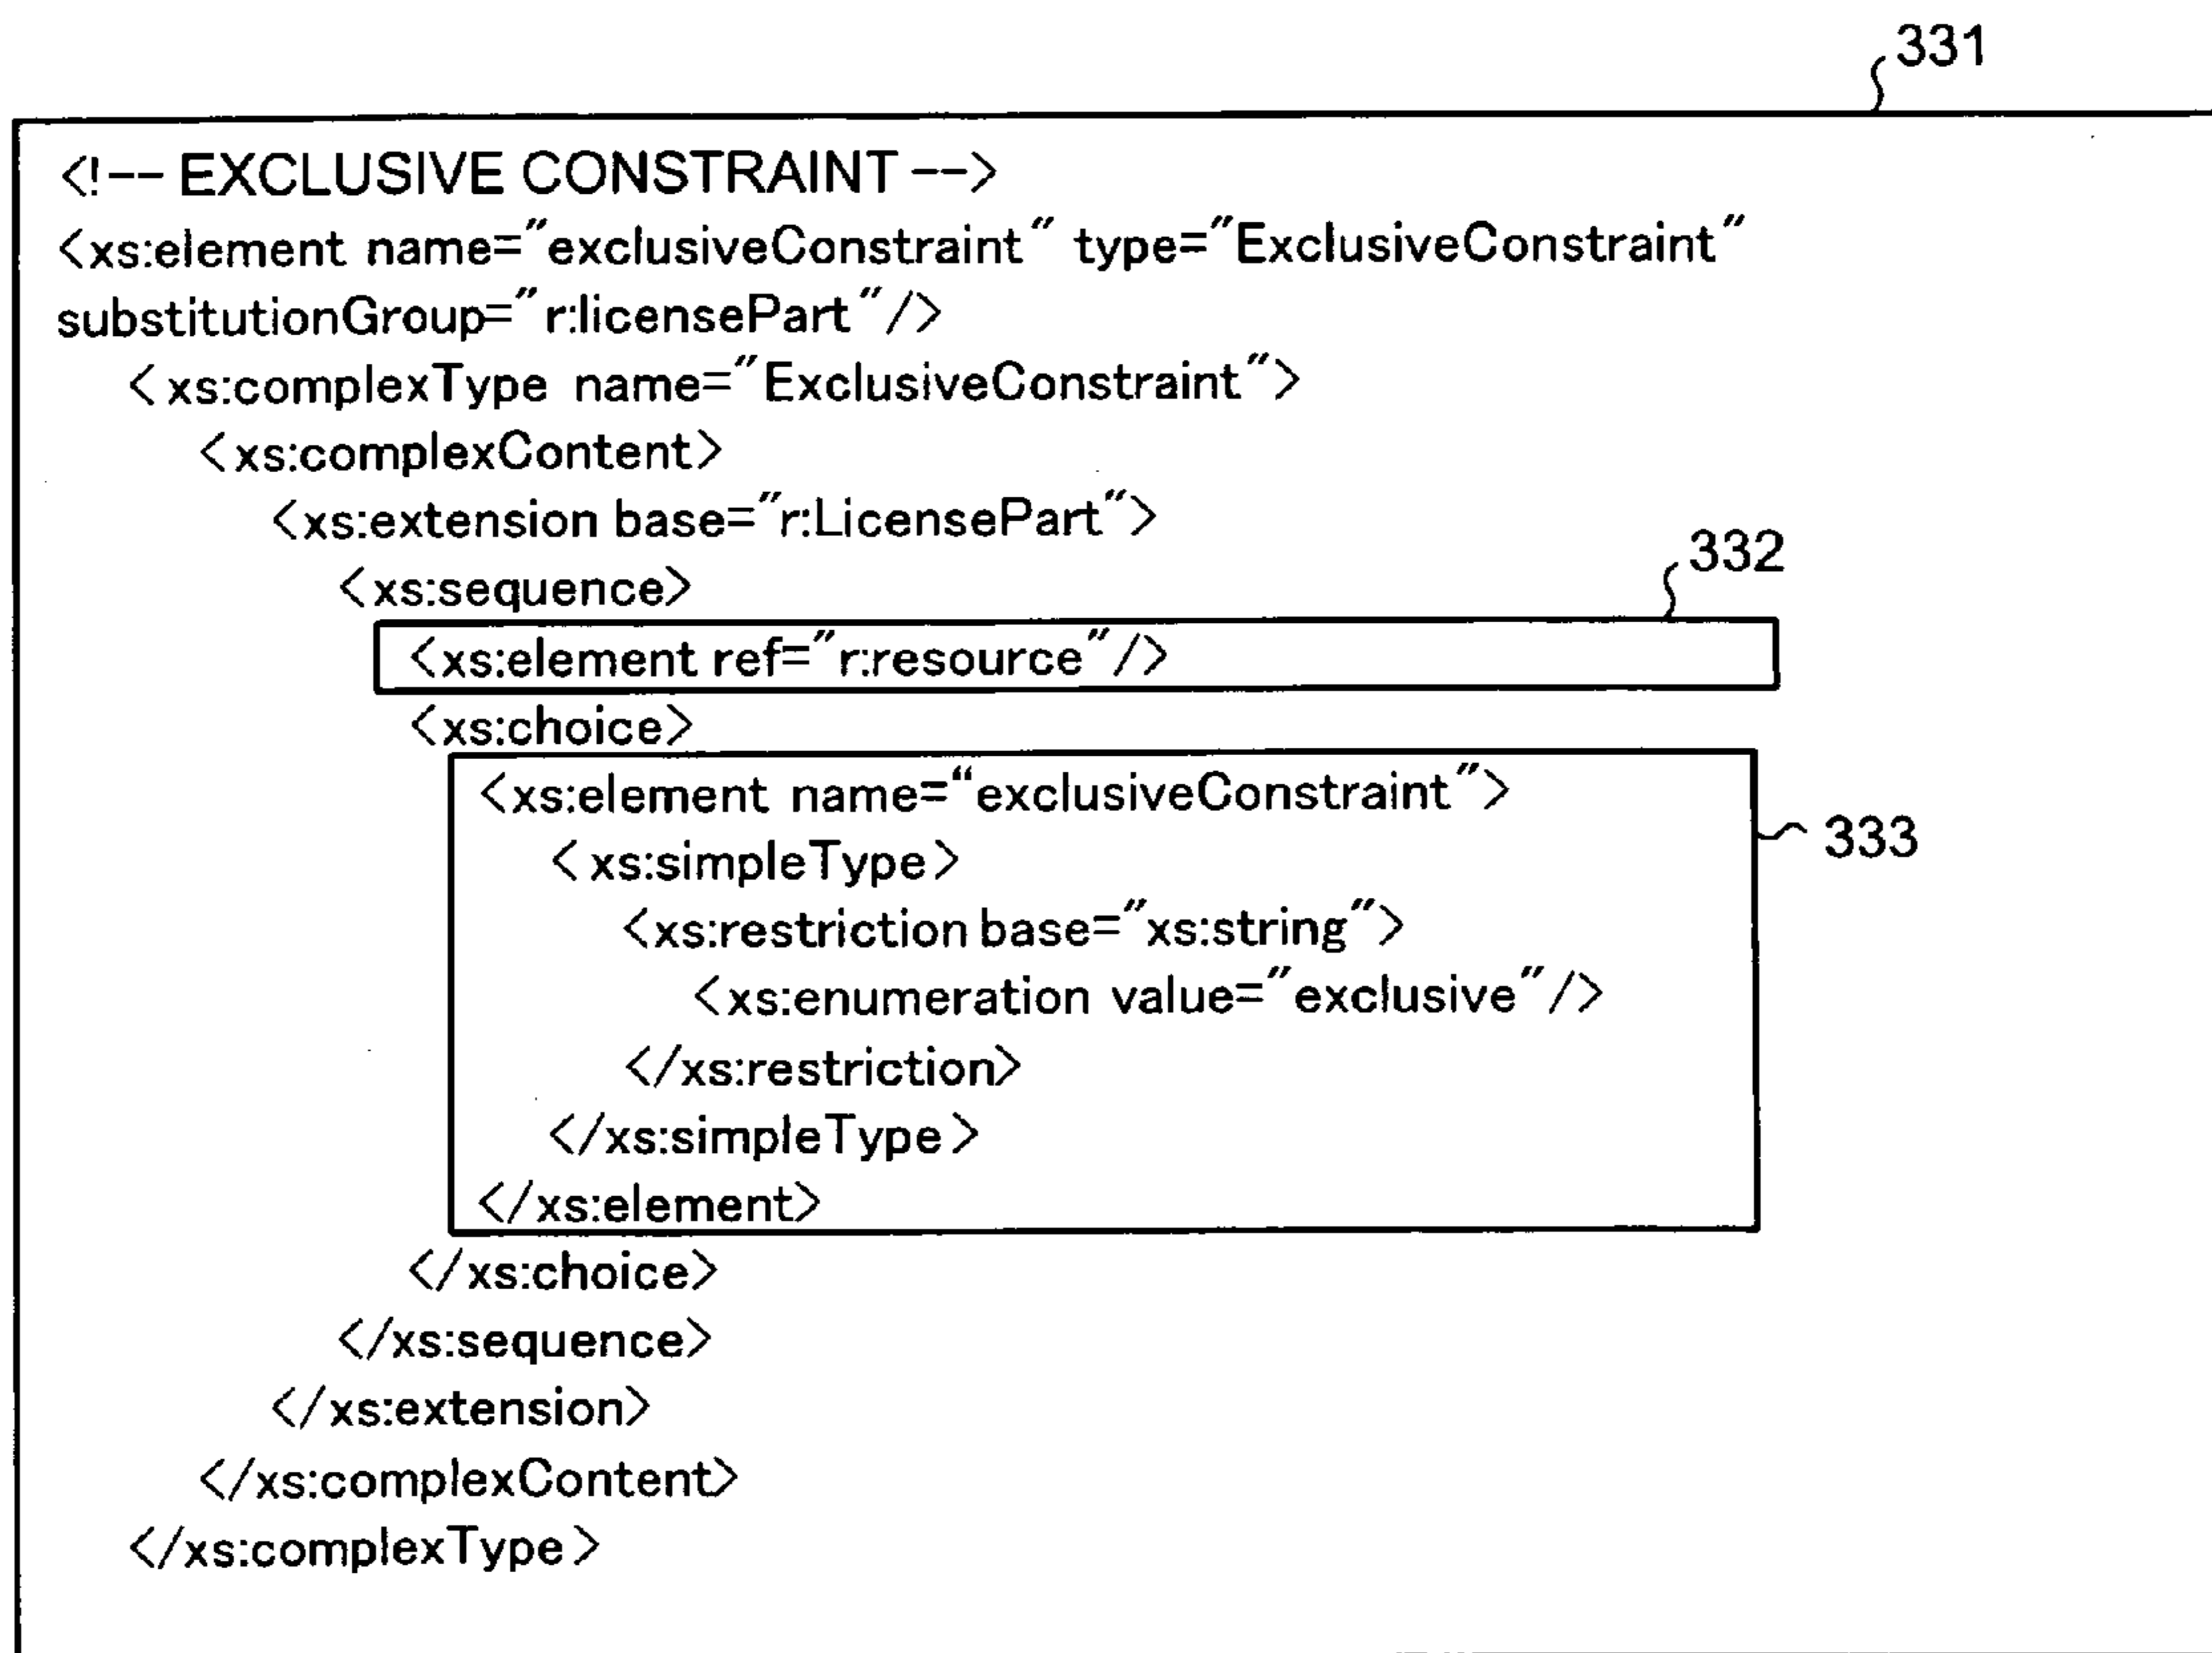 331
<!-- EXCLUSIVE CONSTRAINT -->
<xs:element name="exclusiveConstraint" type="ExclusiveConstraint"
substitutionGroup="r:licensePart"/>
<xs:complexType name="ExclusiveConstraint">
<xs:complexContent>
<xs:extension base="r:LicensePart">
332
<xs:sequence>
<xs:element ref="r:resource"/>
<xs:choice>
<xs:element name="exclusiveConstraint">
333
<xs:simpleType>
<xs:restriction base="xs:string">
<xs:enumeration value="exclusive"/>
</xs:restriction>
</xs:simpleType>
</xs:element>
</xs:choice>
</xs:sequence>
</xs:extension>
</xs:complexContent>
</xs:complexType>